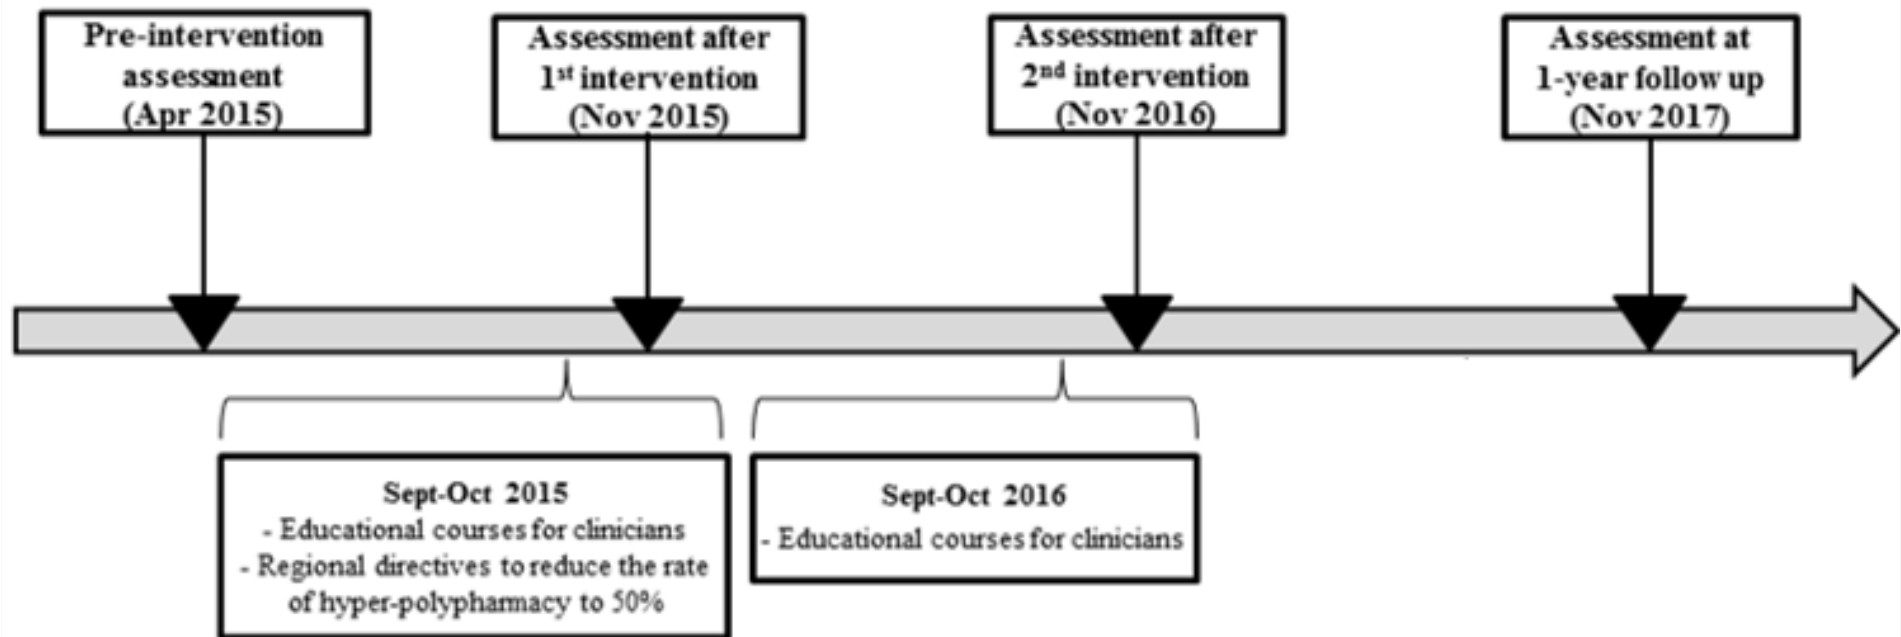 Pre-intervention
assessment
(Apr 2015)
Assessment after
1st intervention
(Nov 2015)
Assessment after
2nd intervention
(Nov 2016)
Assessment at
1-year follow up
(Nov 2017)
Sept-Oct 2015
- Educational courses for clinicians
- Regional directives to reduce the rate
of hyper-polypharmacy to 50%
Sept-Oct 2016
- Educational courses for clinicians